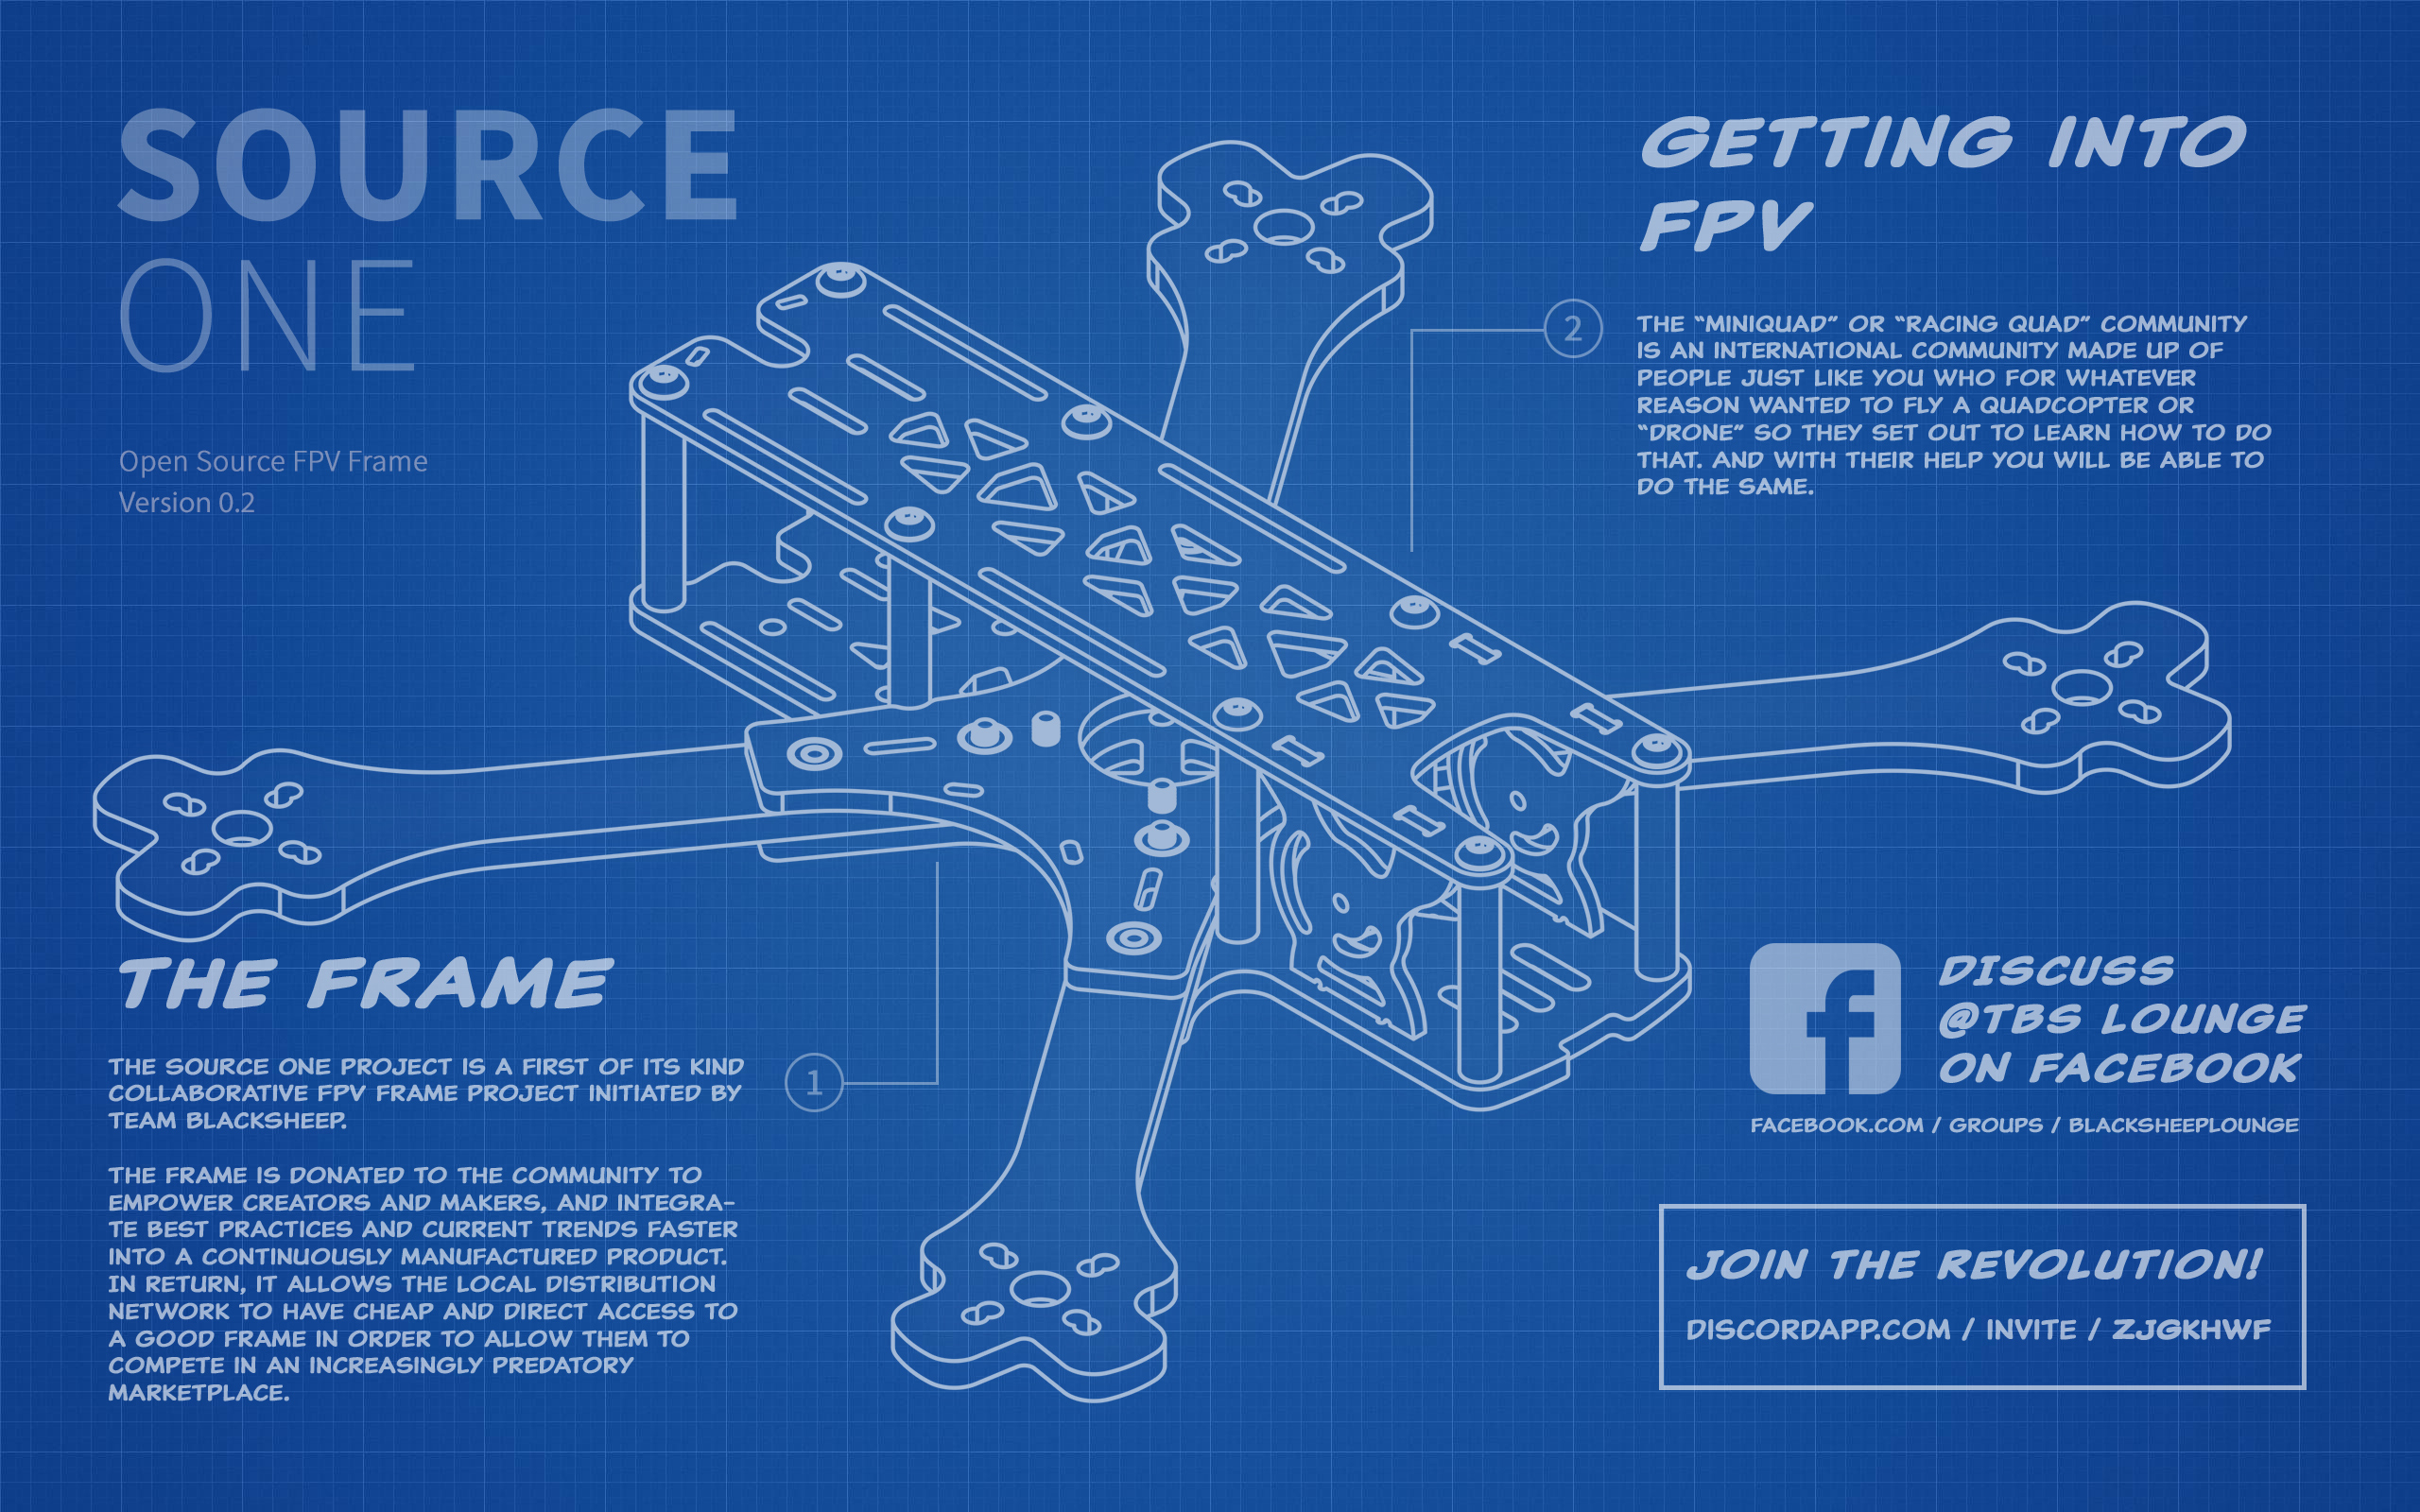 SOURCE
ONE
Open Source FPV Frame
Version 0.2
GETTING INTO
FPV
2
THE “MINIQUAD” OR “RACING QUAD” COMMUNITY
IS AN INTERNATIONAL COMMUNITY MADE UP OF
PEOPLE JUST LIKE YOU WHO FOR WHATEVER
REASON WANTED TO FLY A QUADCOPTER OR
“DRONE” SO THEY SET OUT TO LEARN HOW TO DO
THAT. AND WITH THEIR HELP YOU WILL BE ABLE TO
DO THE SAME.
THE FRAME
THE SOURCE ONE PROJECT IS A FIRST OF ITS KIND
COLLABORATIVE FPV FRAME PROJECT INITIATED BY
TEAM BLACKSHEEP.
THE FRAME IS DONATED TO THE COMMUNITY TO
EMPOWER CREATORS AND MAKERS, AND INTEGRA-
TE BEST PRACTICES AND CURRENT TRENDS FASTER
INTO A CONTINUOUSLY MANUFACTURED PRODUCT.
IN RETURN, IT ALLOWS THE LOCAL DISTRIBUTION
NETWORK TO HAVE CHEAP AND DIRECT ACCESS TO
A GOOD FRAME IN ORDER TO ALLOW THEM TO
COMPETE IN AN INCREASINGLY PREDATORY
MARKETPLACE.
1
f
DISCUSS
@TBS LOUNGE
ON FACEBOOK
FACEBOOK.COM / GROUPS / BLACKSHEEPLOUNGE
JOIN THE REVOLUTION!
DISCORDAPP.COM / INVITE / ZJGKHWF